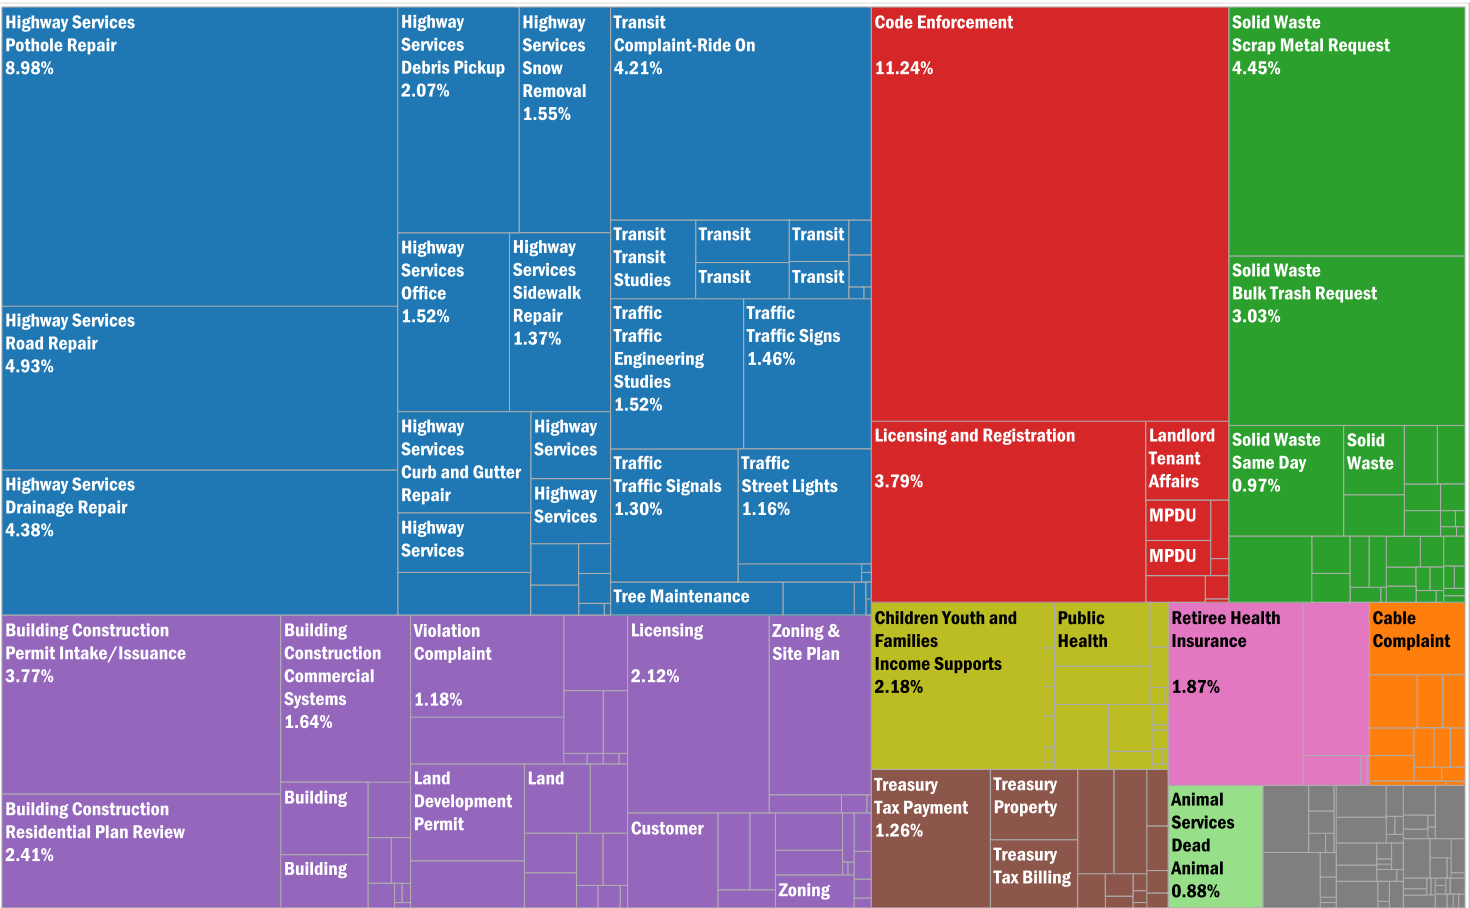 Highway Services
Pothole Repair
8.98%
Highway Services
Road Repair
4.93%
Highway Services
Drainage Repair
4.38%
Highway
Services
Debris Pickup
2.07%
Highway
Services
Snow
Removal
1.55%
Highway
Services
Office
1.52%
Highway
Services
Sidewalk
Repair
1.37%
Highway
Services
Curb and Gutter
Repair
Highway
Services
Highway
Services
Highway
Services
Transit
Complaint-Ride On
4.21%
Transit
Transit
Studies
Transit
Transit
Transit
Transit
Traffic
Traffic
Engineering
Studies
1.52%
Traffic
Traffic Signs
1.46%
Traffic
Traffic Signals
1.30%
Traffic
Street Lights
1.16%
Tree Maintenance
Code Enforcement
11.24%
Licensing and Registration
3.79%
Landlord
Tenant
Affairs
MPDU
MPDU
Solid Waste
Scrap Metal Request
4.45%
Solid Waste
Bulk Trash Request
3.03%
Solid Waste
Same Day
0.97%
Solid
Waste
Building Construction
Permit Intake/Issuance
3.77%
Building Construction
Residential Plan Review
2.41%
Building
Construction
Commercial
Systems
1.64%
Building
Building
Violation
Complaint
1.18%
Land
Development
Permit
Land
Licensing
2.12%
Zoning &
Site Plan
Customer
Zoning
Children Youth and
Families
Income Supports
2.18%
Public
Health
Treasury
Tax Payment
1.26%
Treasury
Property
Treasury
Tax Billing
Retiree Health
Insurance
1.87%
Cable
Complaint
Animal
Services
Dead
Animal
0.88%